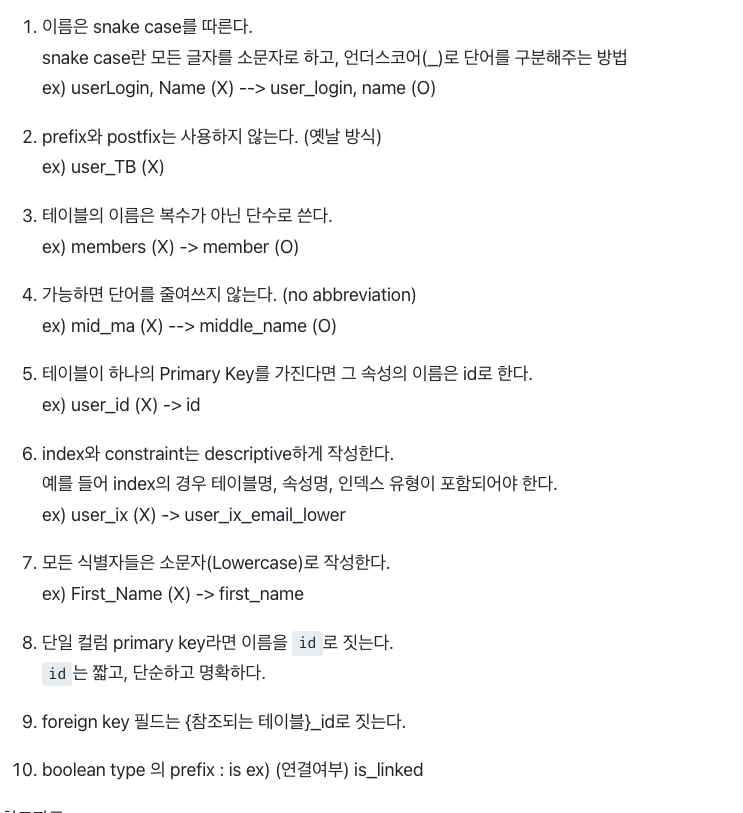 1. 이름은 snake case를 따른다.
snake case란 모든 글자를 소문자로 하고, 언더스코어(_)로 단어를 구분해주는 방법
ex) userLogin, Name (X) --> user_login, name (O)
2. prefix와 postfix는 사용하지 않는다. (옛날 방식)
ex) user_TB (X)
3. 테이블의 이름은 복수가 아닌 단수로 쓴다.
ex) members (X) -> member (O)
4. 가능하면 단어를 줄여쓰지 않는다. (no abbreviation)
ex) mid_ma (X) --> middle_name (O)
5. 테이블이 하나의 Primary Key를 가진다면 그 속성의 이름은 id로 한다.
ex) user_id (X) -> id
6. index와 constraint는 descriptive하게 작성한다.
예를 들어 index의 경우 테이블명, 속성명, 인덱스 유형이 포함되어야 한다.
ex) user_ix (X) -> user_ix_email_lower
7. 모든 식별자들은 소문자(Lowercase)로 작성한다.
ex) First_Name (X) -> first_name
8. 단일 컬럼 primary key라면 이름을 id 로 짓는다.
id 는 짧고, 단순하고 명확하다.
9. foreign key 필드는 {참조되는 테이블}_id로 짓는다.
10. boolean type 의 prefix : is ex) (연결여부) is_linked